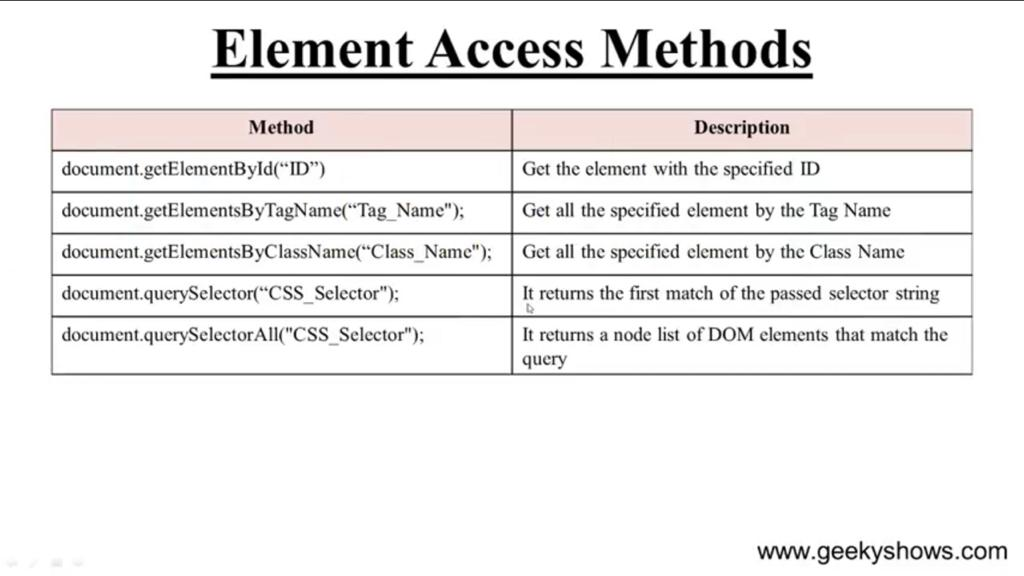 Element Access Methods
Method Description
document.getElementById(“ID”) Get the element with the specified ID
document.getElementsByTagName(“Tag_Name"); Get all the specified element by the Tag Name
document.getElementsByClassName(“Class_Name"); Get all the specified element by the Class Name
document.querySelector(“CSS_Selector"); It returns the first match of the passed selector string
document.querySelectorAll("CSS_Selector"); It returns a node list of DOM elements that match the
query
www.geekyshows.com